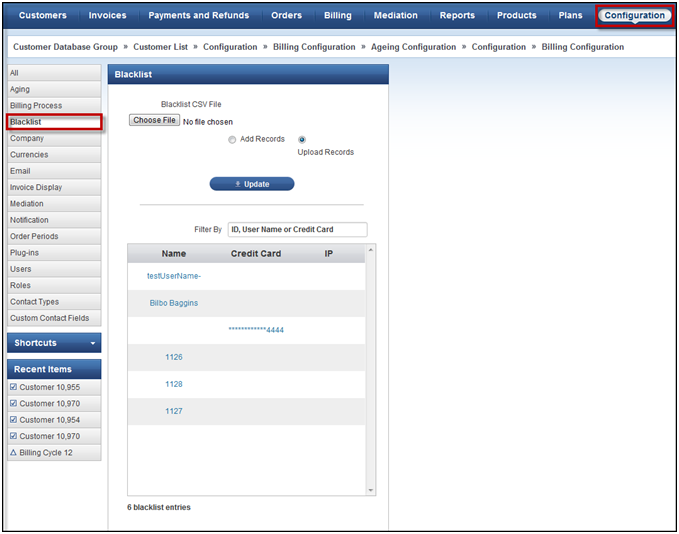 Customers Invoices Payments and Refunds Orders Billing Mediation Reports Products Plans Configuration
Customer Database Group » Customer List » Configuration » Billing Configuration » Ageing Configuration » Configuration » Billing Configuration
All
Aging
Billing Process
Blacklist
Company
Currencies
Email
Invoice Display
Mediation
Notification
Order Periods
Plug-ins
Users
Roles
Contact Types
Custom Contact Fields
Shortcuts
Recent Items
Customer 10,955
Customer 10,970
Customer 10,954
Customer 10,970
Billing Cycle 12
Blacklist
Blacklist CSV File
Choose File No file chosen
Add Records
Upload Records
Update
Filter By ID, User Name or Credit Card
Name Credit Card IP
testUserName-
Bilbo Baggins
************4444
1126
1128
1127
6 blacklist entries